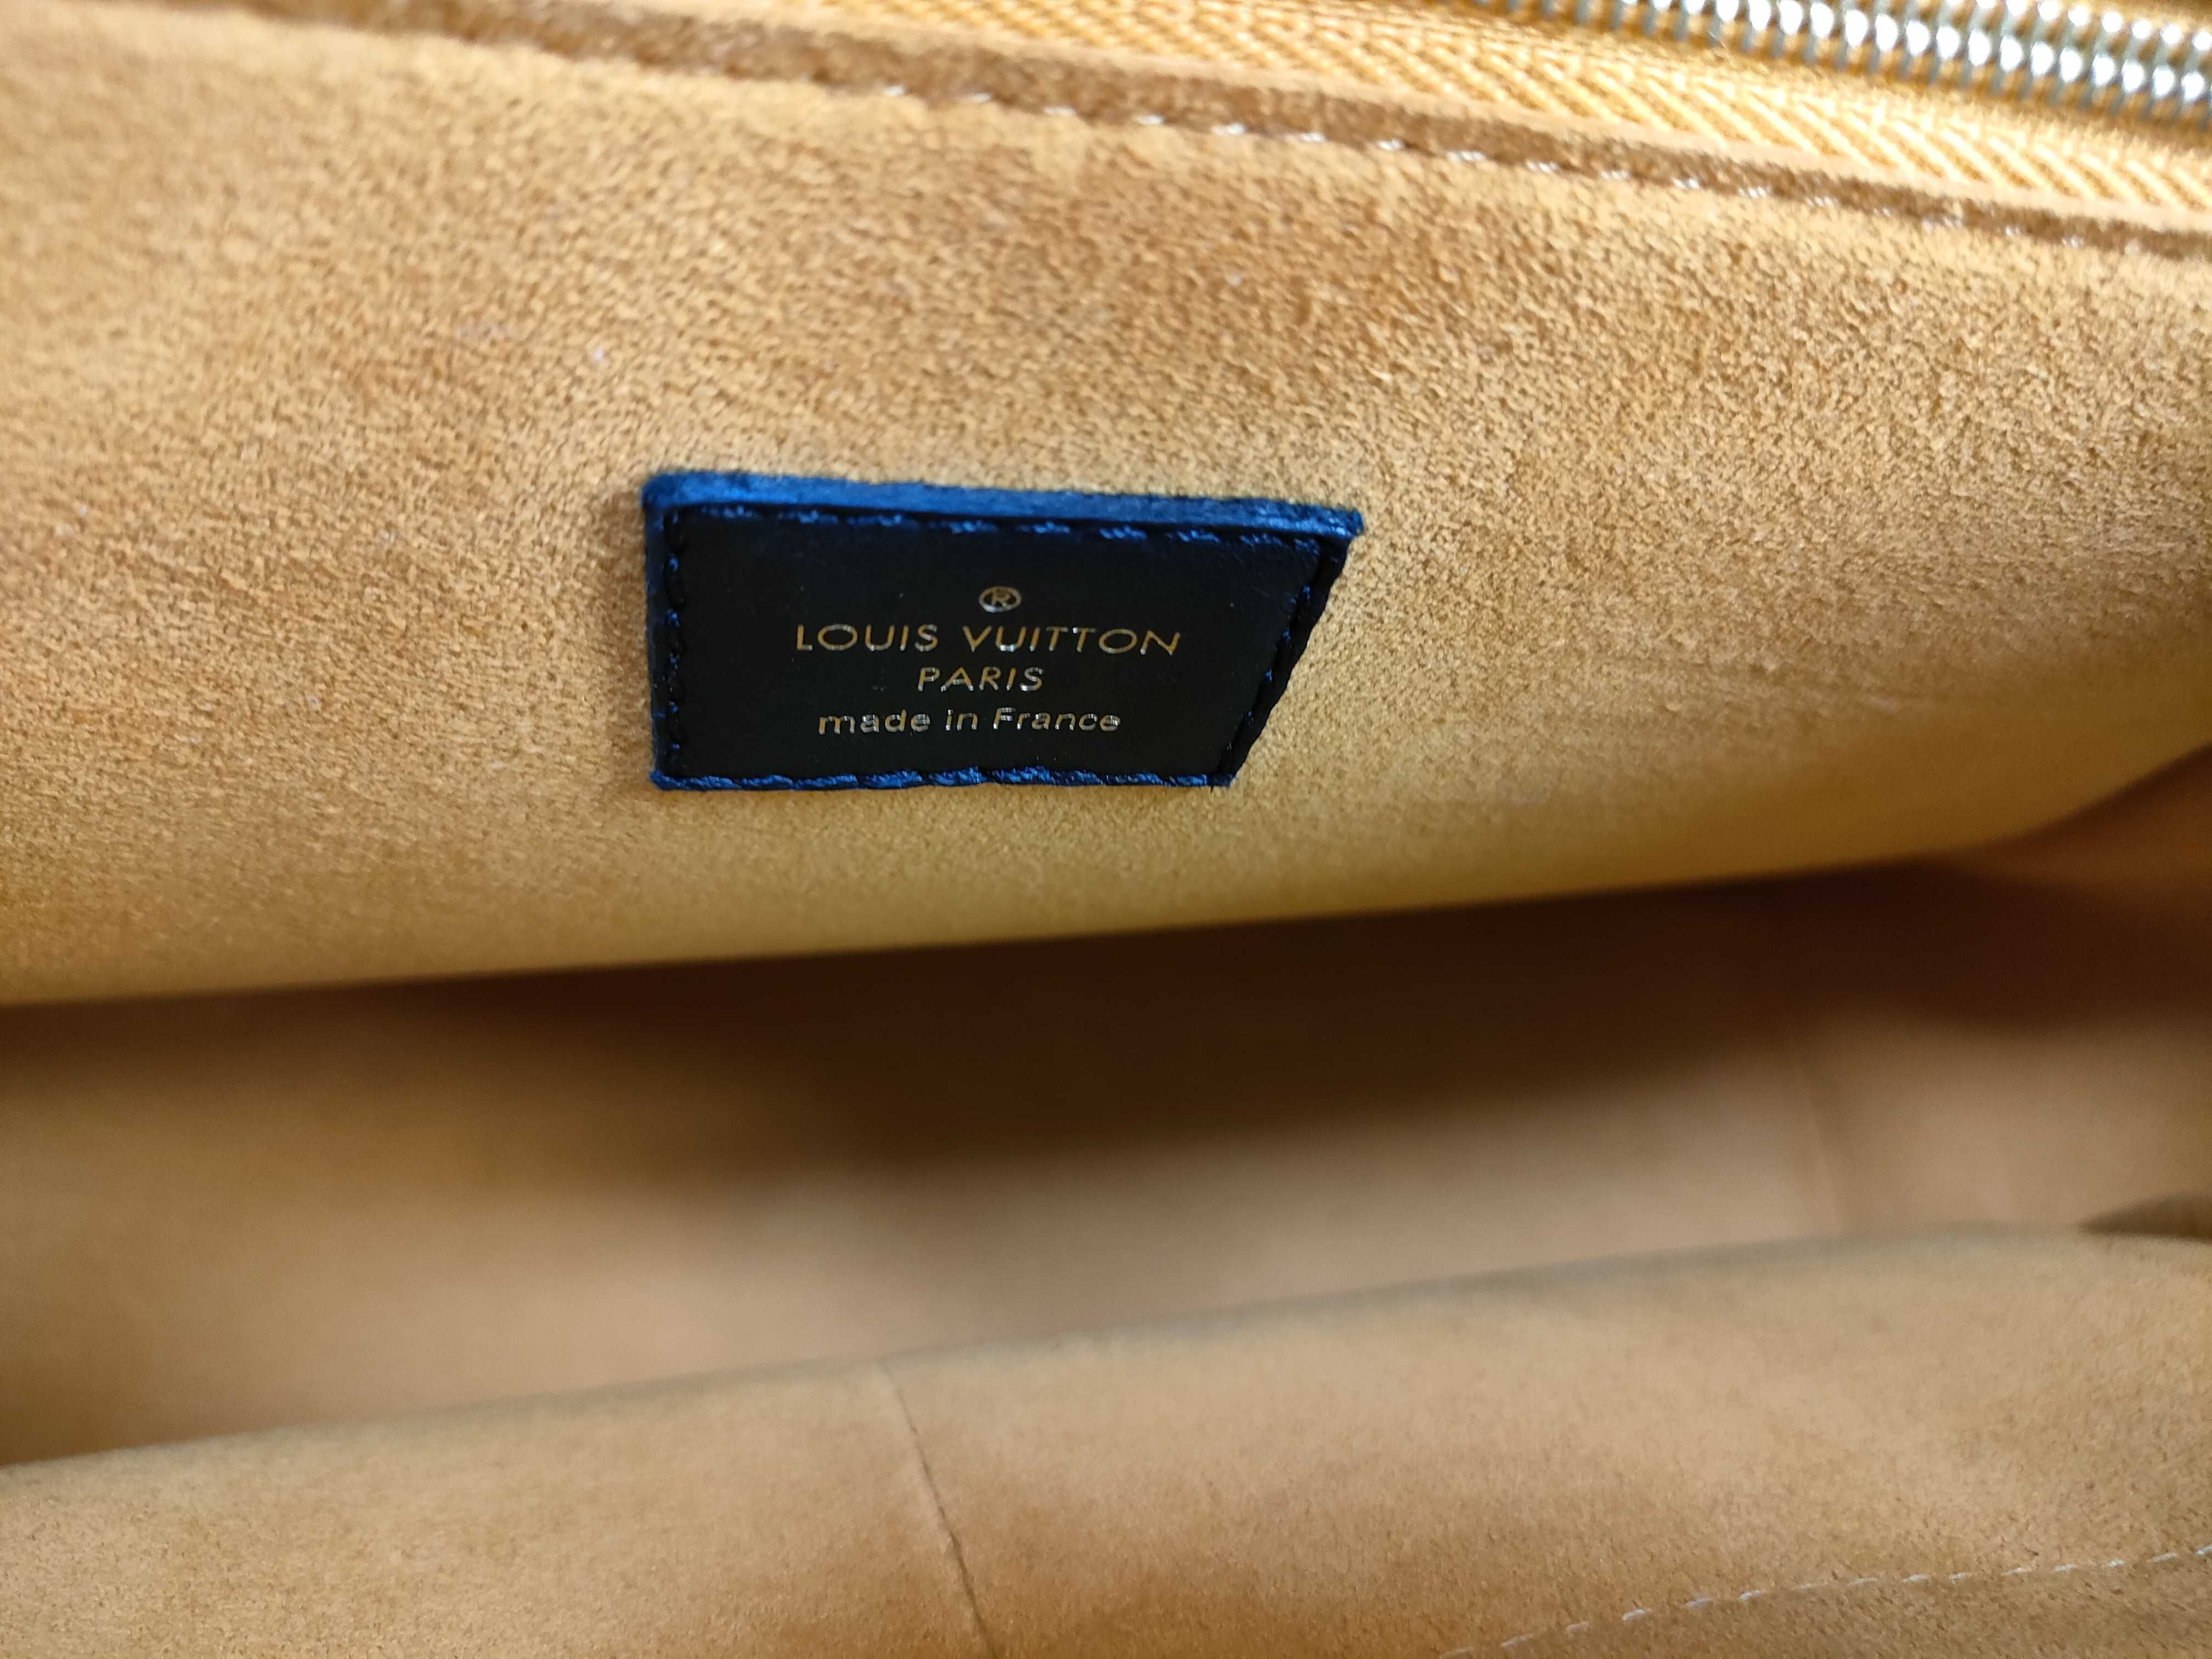 ®
LOUIS VUITTON
PARIS
made in France